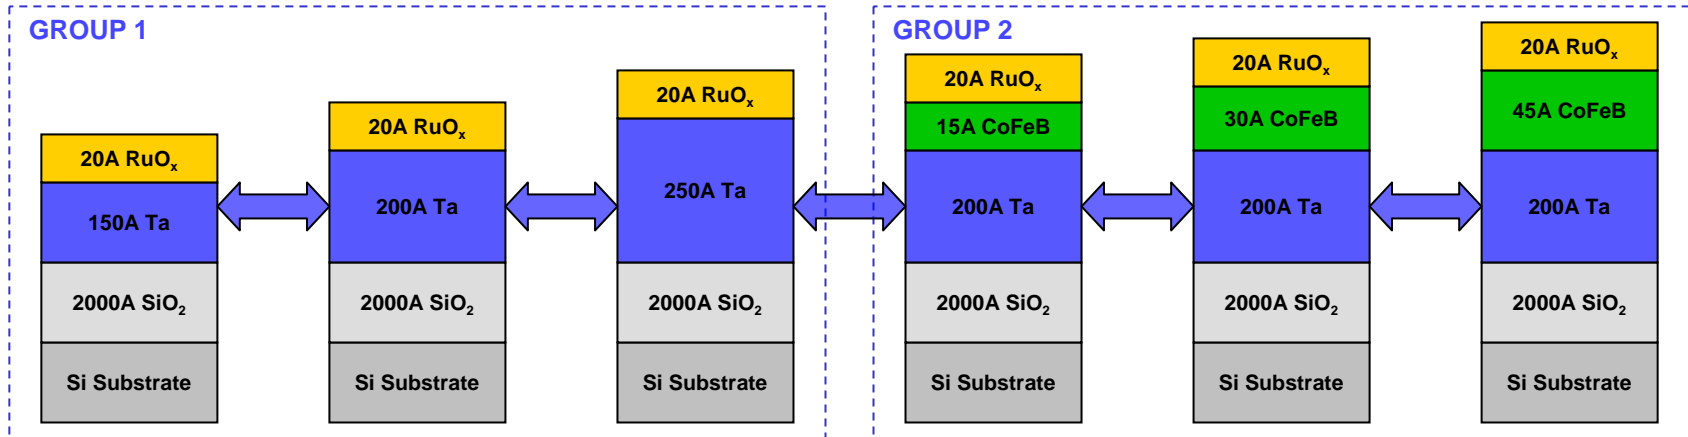 GROUP 1
20A RuOx
150A Ta
2000A SiO2
Si Substrate
20A RuOx
200A Ta
2000A SiO2
Si Substrate
20A RuOx
250A Ta
2000A SiO2
Si Substrate
GROUP 2
20A RuOx
15A CoFeB
200A Ta
2000A SiO2
Si Substrate
20A RuOx
30A CoFeB
200A Ta
2000A SiO2
Si Substrate
20A RuOx
45A CoFeB
200A Ta
2000A SiO2
Si Substrate